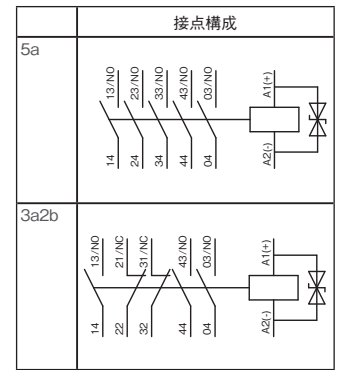 接点構成
5a
13/NO 23/NO 33/NO 43/NO 03/NO A1(+)
14 24 34 44 04 A2(-)
3a2b
13/NO 21/NC 31/NC 43/NO 03/NO A1(+)
14 22 32 44 04 A2(-)